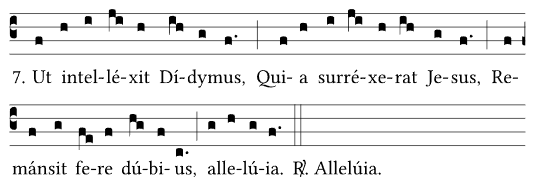 7. Ut intel-lé-xit Dí-dymus, Qui-a surré-xe-rat Je-sus, Re-
mánsit fe-re dú-bi-us, alle-lú-ia. ℟. Allelúia.